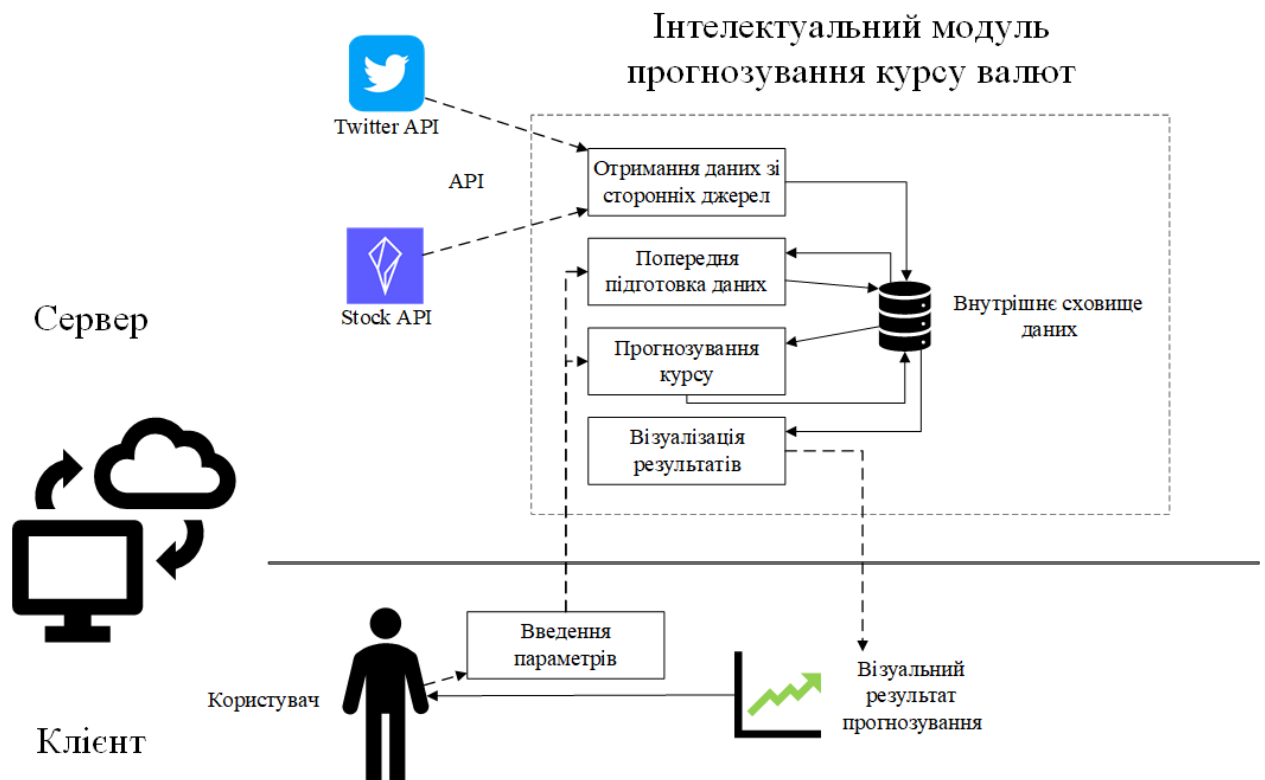 Інтелектуальний модуль
прогнозування курсу валют
Twitter API
API
Stock API
Отримання даних зі
сторонніх джерел
Попередня
підготовка даних
Прогнозування
курсу
Візуалізація
результатів
Внутрішнє сховище
даних
Сервер
Введення
параметрів
Користувач
Візуальний
результат
прогнозування
Клієнт